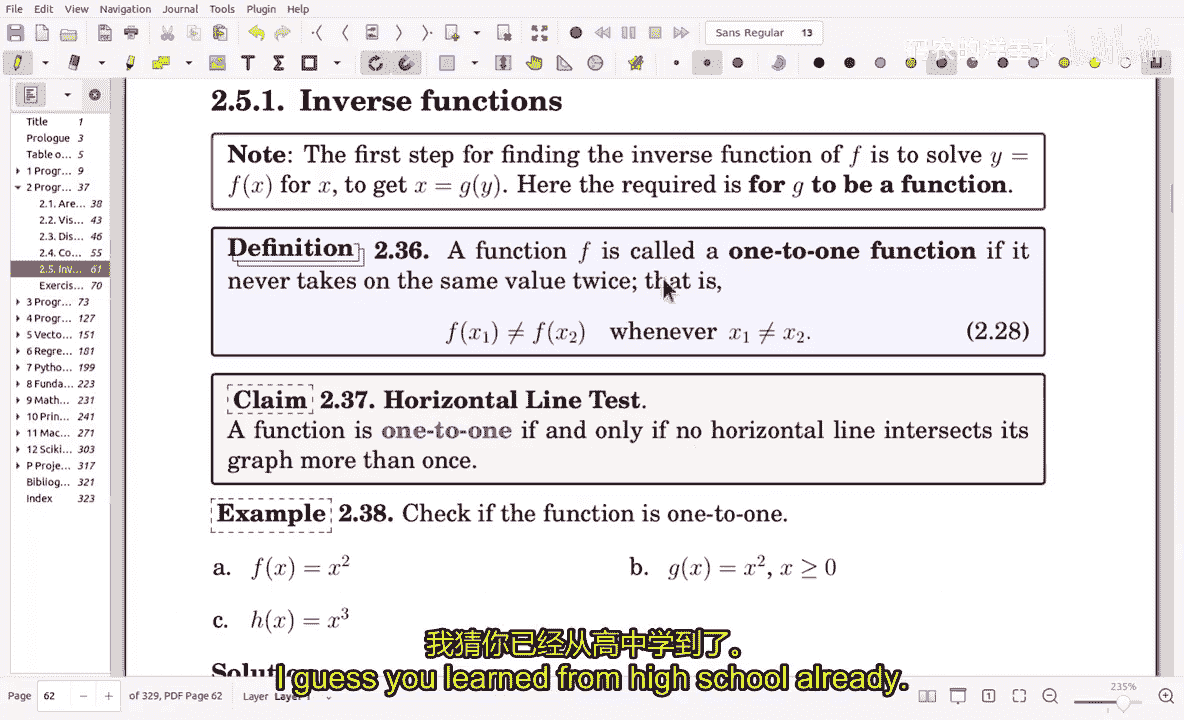 File Edit View Navigation Journal Tools Plugin Help
Sans Regular 13
Title 1
Prologue 3
Table o... 5
1 Progr... 9
2 Progr... 37
2.1. Are... 38
2.2. Vis... 43
2.3. Dis... 46
2.4. Co... 55
2.5. Inv... 61
Exercis... 70
3 Progr... 73
4 Progr... 127
5 Vecto... 151
6 Regre... 181
7 Pytho... 199
8 Funda... 223
9 Math... 231
10 Prin... 241
11 Mac... 271
12 Sciki... 303
P Proje... 317
Bibliog... 321
Index 323
2.5.1. Inverse functions
Note: The first step for finding the inverse function of f is to solve y =
f(x) for x, to get x = g(y). Here the required is for g to be a function.
Definition 2.36. A function f is called a one-to-one function if it
never takes on the same value twice; that is,
f(x₁) ≠ f(x₂) whenever x₁ ≠ x₂. (2.28)
Claim 2.37. Horizontal Line Test.
A function is one-to-one if and only if no horizontal line intersects its
graph more than once.
Example 2.38. Check if the function is one-to-one.
a. f(x) = x² b. g(x) = x², x ≥ 0
c. h(x) = x³
我猜你已经从高中学到了。
I guess you learned from high school already.
Page 62 of 329, PDF Page 62 Layer
235%